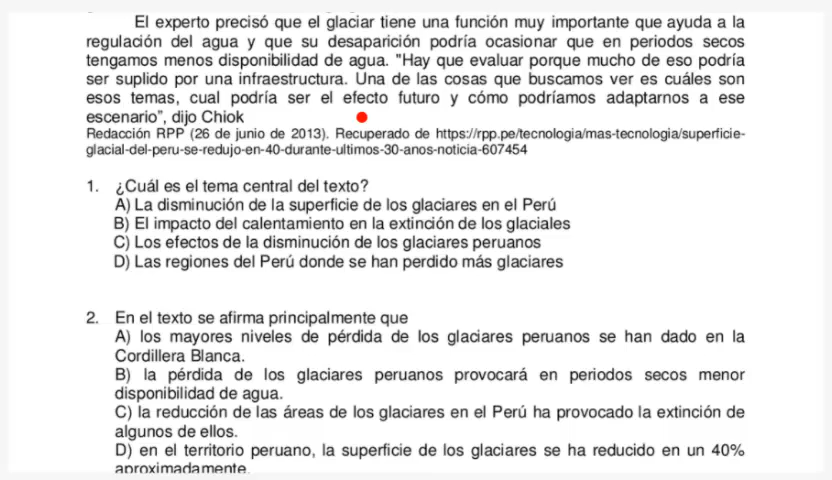 El experto precisó que el glaciar tiene una función muy importante que ayuda a la
regulación del agua y que su desaparición podría ocasionar que en periodos secos
tengamos menos disponibilidad de agua. "Hay que evaluar porque mucho de eso podría
ser suplido por una infraestructura. Una de las cosas que buscamos ver es cuáles son
esos temas, cual podría ser el efecto futuro y cómo podríamos adaptarnos a ese
escenario", dijo Chiok
Redacción RPP (26 de junio de 2013). Recuperado de https://rpp.pe/tecnologia/mas-tecnologia/superficie-
glacial-del-peru-se-redujo-en-40-durante-ultimos-30-anos-noticia-607454
1. ¿Cuál es el tema central del texto?
A) La disminución de la superficie de los glaciares en el Perú
B) El impacto del calentamiento en la extinción de los glaciales
C) Los efectos de la disminución de los glaciares peruanos
D) Las regiones del Perú donde se han perdido más glaciares
2. En el texto se afirma principalmente que
A) los mayores niveles de pérdida de los glaciares peruanos se han dado en la
Cordillera Blanca.
B) la pérdida de los glaciares peruanos provocará en periodos secos menor
disponibilidad de agua.
C) la reducción de las áreas de los glaciares en el Perú ha provocado la extinción de
algunos de ellos.
D) en el territorio peruano, la superficie de los glaciares se ha reducido en un 40%
aproximadamente.